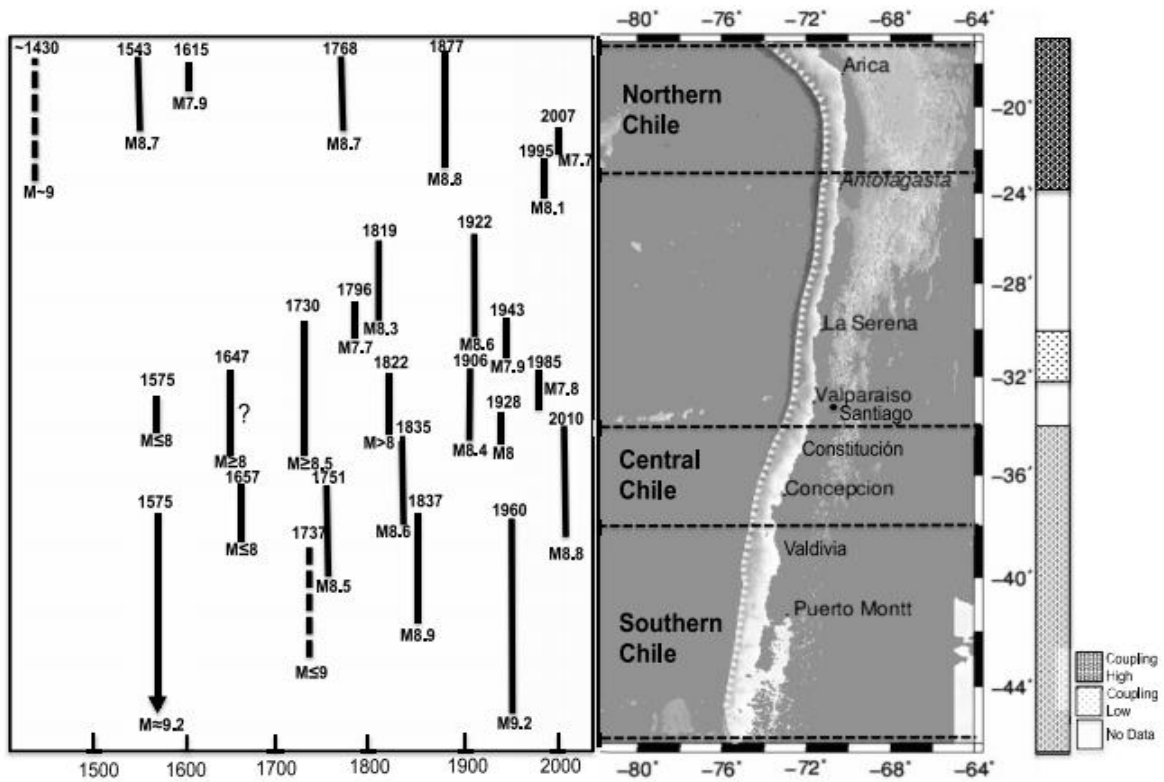 ~1430
1543
1615
1768
1877
M7.9
M8.7
M8.7
M8.8
M~9
2007
1995
M7.7
M8.1
1819
1922
1796
M8.3
M7.7
1730
1943
M8.6
M7.9
1647
1822
1906
1985
1575
M7.8
?
1928
2010
M≤8
M≥8
M≥8.5
M>8
1835
M8.4
M8
1657
1751
1837
1575
M8.6
1960
M≤8
1737
M8.5
M8.8
M8.9
M≤9
M≈9.2
M9.2
1500
1600
1700
1800
1900
2000
−80°
−76°
−72°
−68°
−64°
Northern
Chile
Arica
Antofagasta
La Serena
Valparaiso
Santiago
Central
Chile
Constitución
Concepcion
Valdivia
Southern
Chile
Puerto Montt
−20°
−24°
−28°
−32°
−36°
−40°
−44°
−80°
−76°
−72°
−68°
−64°
Coupling
High
Coupling
Low
No Data